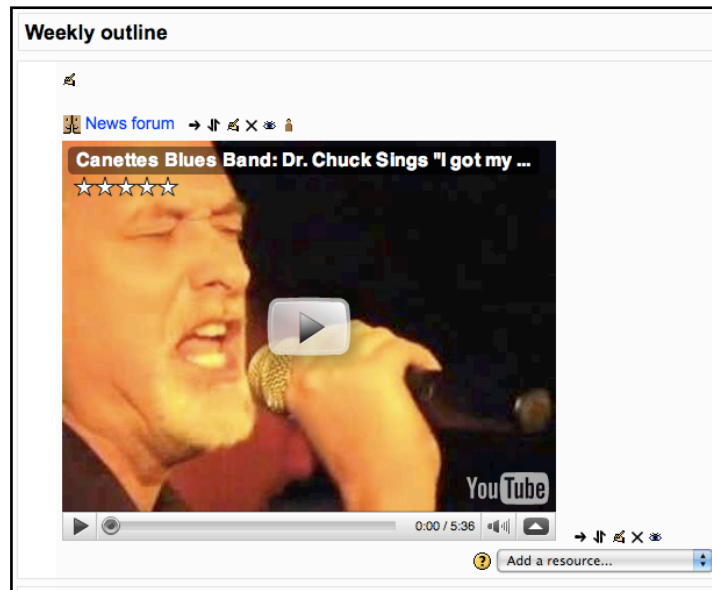 Weekly outline
News forum
Canettes Blues Band: Dr. Chuck Sings "I got my ...
YouTube
0:00 / 5:36
Add a resource...